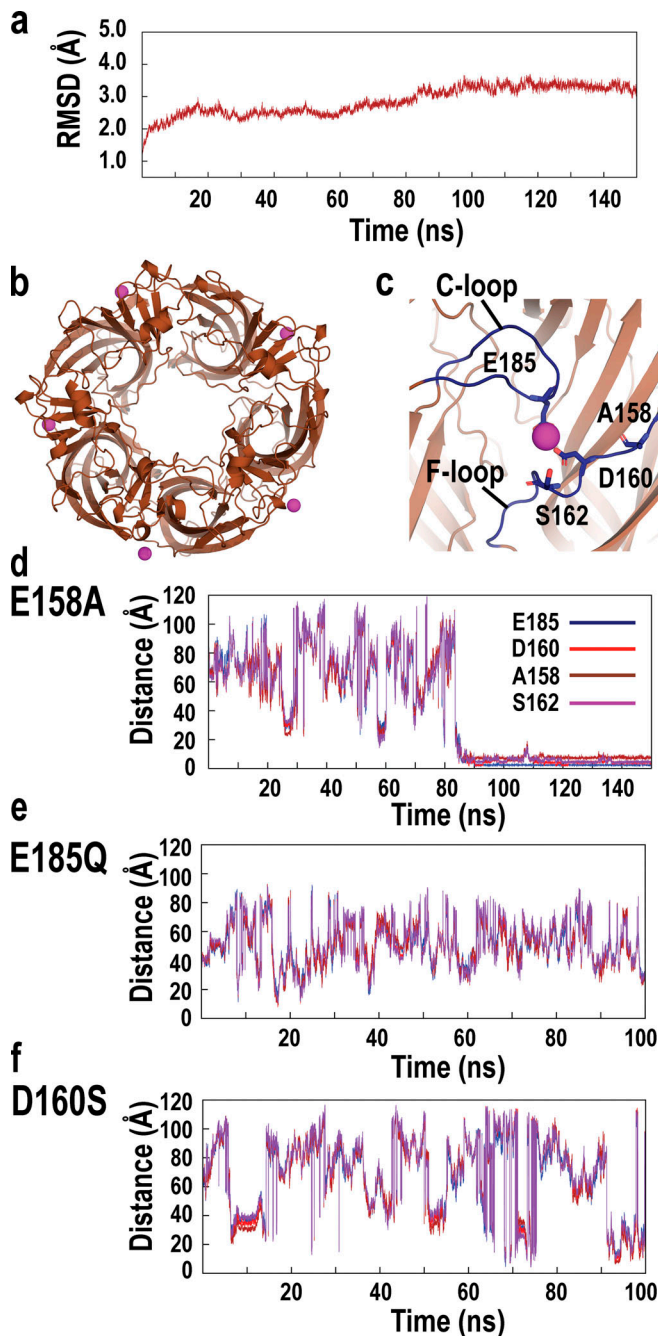 a
RMSD (Å)
5.0
4.0
3.0
2.0
1.0
20 40 60 80 100 120 140
Time (ns)
b
c
C-loop
E185
A158
D160
F-loop
S162
d
E158A
Distance (Å)
120
100
80
60
40
20
0
E185
D160
A158
S162
20 40 60 80 100 120 140
Time (ns)
e
E185Q
Distance (Å)
120
100
80
60
40
20
0
20 40 60 80 100
Time (ns)
f
D160S
Distance (Å)
120
100
80
60
40
20
0
20 40 60 80 100
Time (ns)